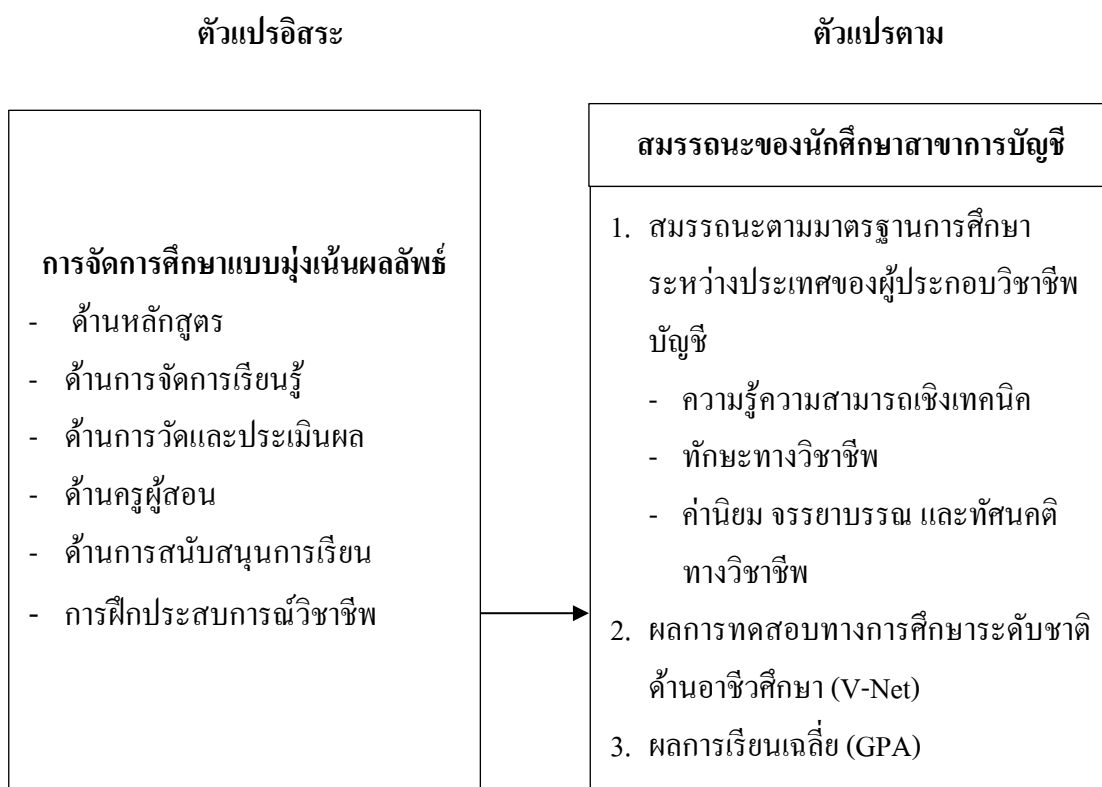 ตัวแปรอิสระ
ตัวแปรตาม
การจัดการศึกษาแบบมุ่งเน้นผลลัพธ์
- ด้านหลักสูตร
- ด้านการจัดการเรียนรู้
- ด้านการวัดและประเมินผล
- ด้านครูผู้สอน
- ด้านการสนับสนุนการเรียน
- การฝึกประสบการณ์วิชาชีพ
สมรรถนะของนักศึกษาสาขาการบัญชี
1. สมรรถนะตามมาตรฐานการศึกษา
ระหว่างประเทศของผู้ประกอบวิชาชีพ
บัญชี
- ความรู้ความสามารถเชิงเทคนิค
- ทักษะทางวิชาชีพ
- ค่านิยม จรรยาบรรณ และทัศนคติ
ทางวิชาชีพ
2. ผลการทดสอบทางการศึกษาระดับชาติ
ด้านอาชีวศึกษา (V-Net)
3. ผลการเรียนเฉลี่ย (GPA)